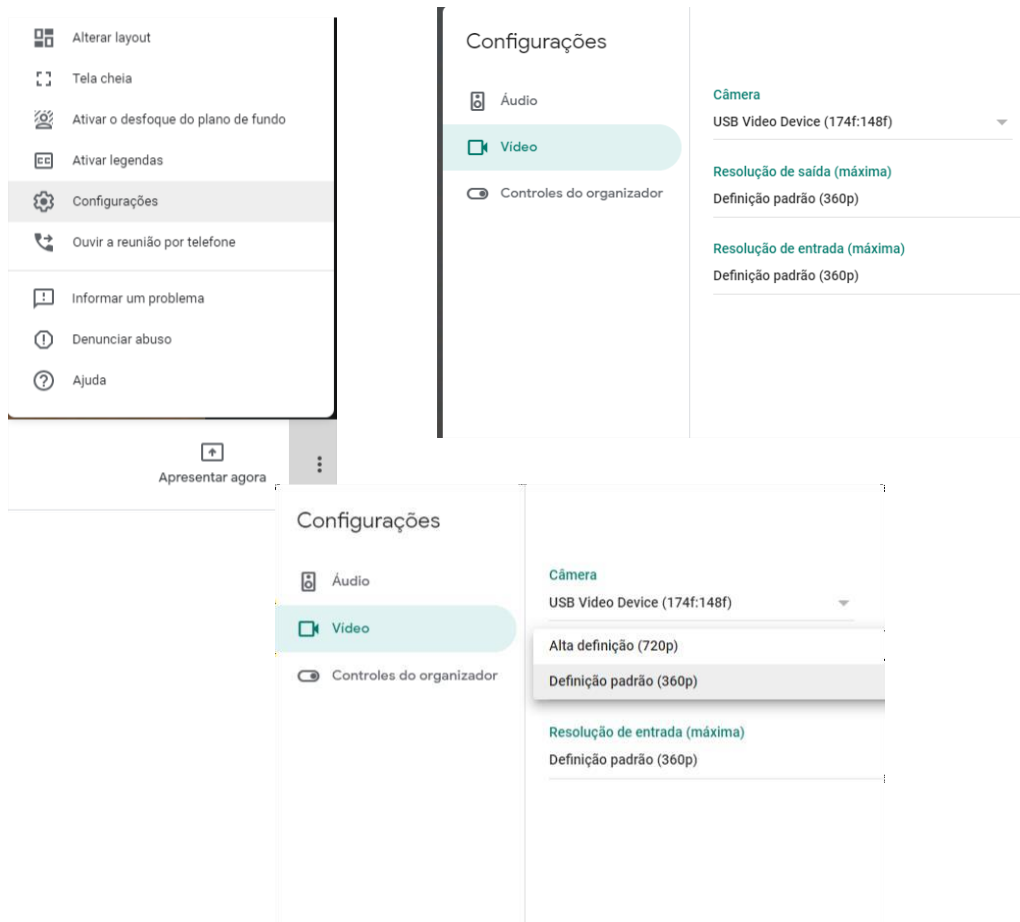 Alterar layout
Tela cheia
Ativar o desfoque do plano de fundo
CC Ativar legendas
Configurações
Ouvir a reunião por telefone
Informar um problema
Denunciar abuso
Ajuda
Apresentar agora
Configurações
Áudio
Vídeo
Controles do organizador
Câmera
USB Video Device (174f:148f)
Resolução de saída (máxima)
Definição padrão (360p)
Resolução de entrada (máxima)
Definição padrão (360p)
Configurações
Áudio
Vídeo
Controles do organizador
Câmera
USB Video Device (174f:148f)
Alta definição (720p)
Definição padrão (360p)
Resolução de entrada (máxima)
Definição padrão (360p)